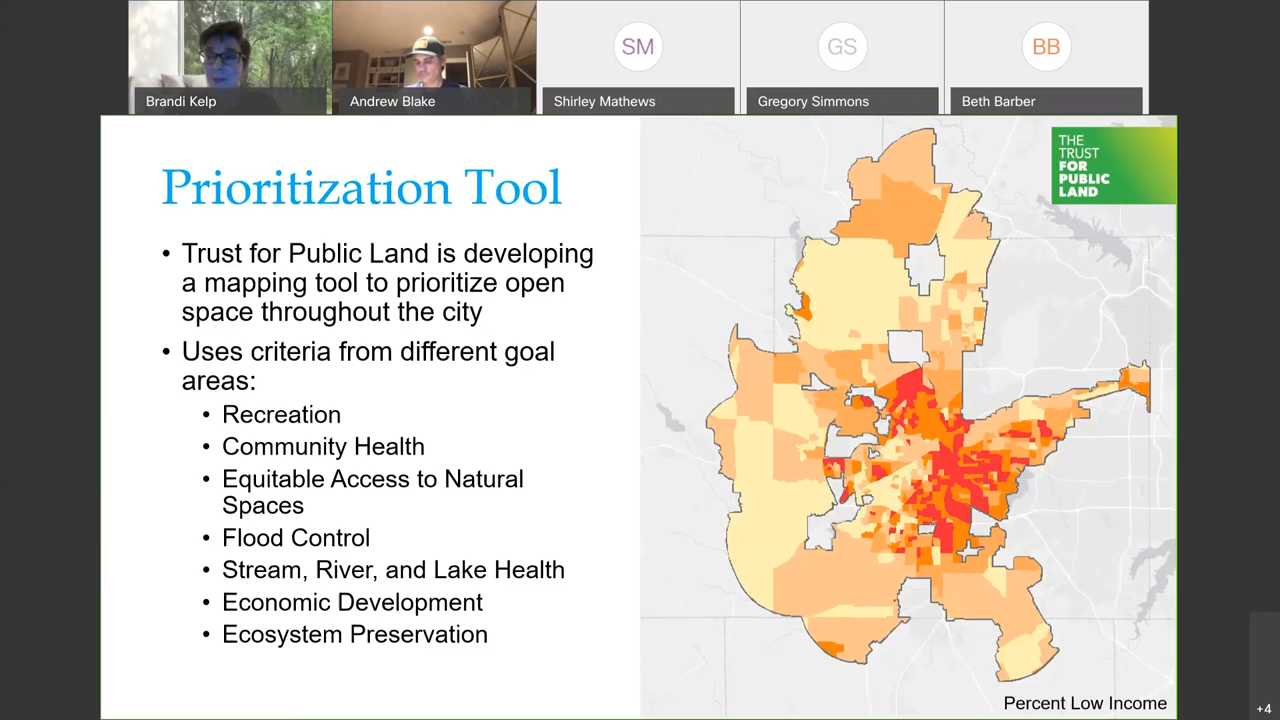 SM
GS
BB
Brandi Kelp
Andrew Blake
Shirley Mathews
Gregory Simmons
Beth Barber
Prioritization Tool
• Trust for Public Land is developing
a mapping tool to prioritize open
space throughout the city
• Uses criteria from different goal
areas:
• Recreation
• Community Health
• Equitable Access to Natural
Spaces
• Flood Control
• Stream, River, and Lake Health
• Economic Development
• Ecosystem Preservation
THE
TRUST
FOR
PUBLIC
LAND
Percent Low Income
+4